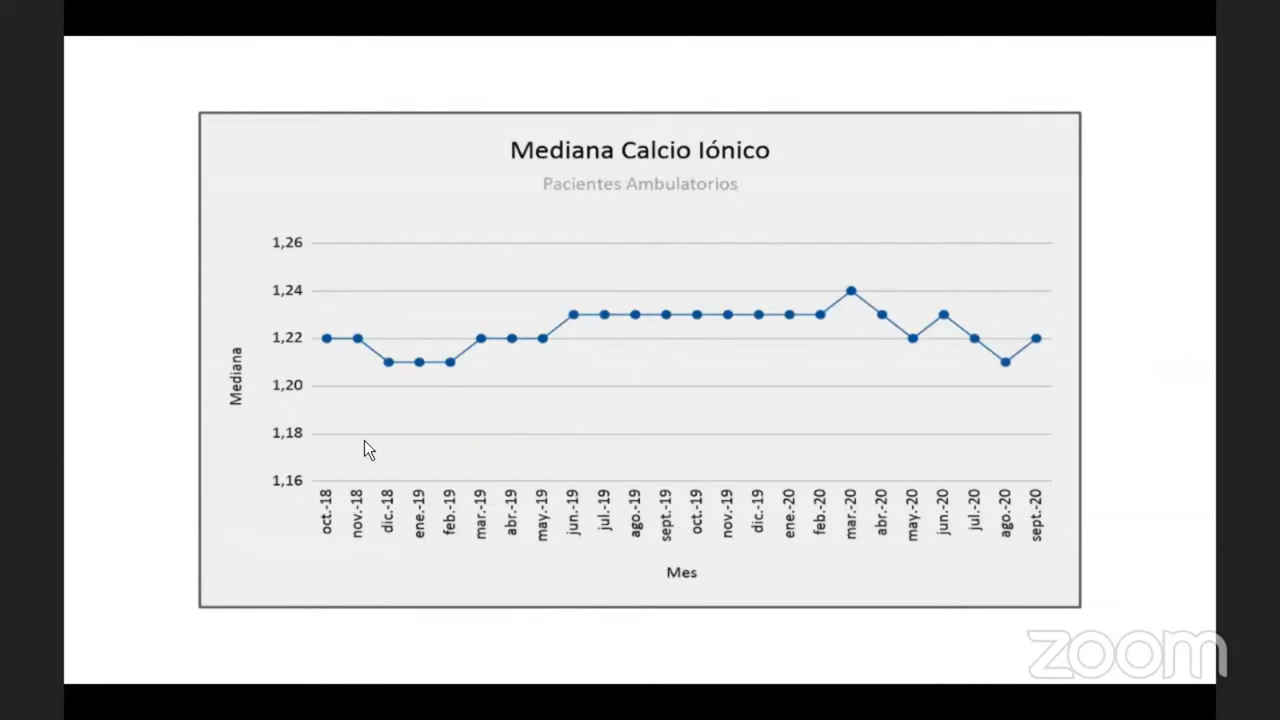 Mediana Calcio Iónico
Pacientes Ambulatorios
1,26
1,24
1,22
1,20
1,18
1,16
Mediana
oct.-18
nov.-18
dic.-18
ene.-19
feb.-19
mar.-19
abr.-19
may.-19
jun.-19
jul.-19
ago.-19
sept.-19
oct.-19
nov.-19
dic.-19
ene.-20
feb.-20
mar.-20
abr.-20
may.-20
jun.-20
jul.-20
ago.-20
sept.-20
Mes
zoom